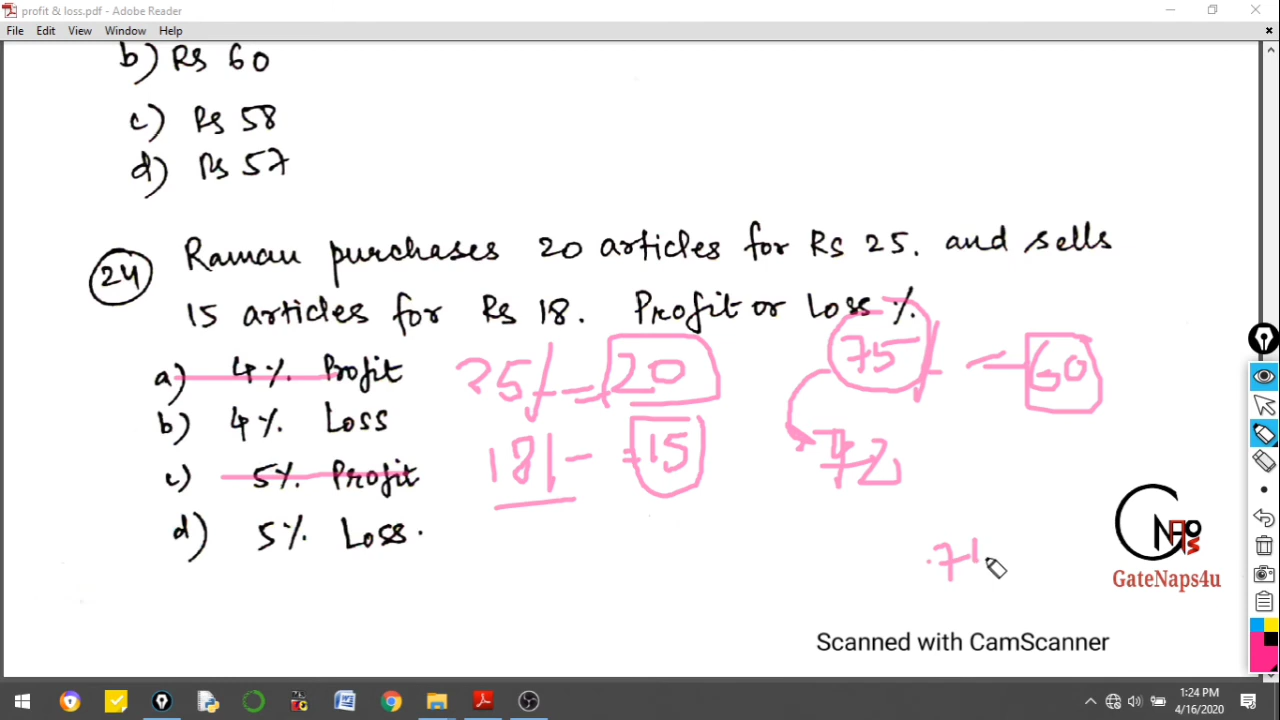 profit & loss.pdf - Adobe Reader
File Edit View Window Help
b) Rs 60
c) Rs 58
d) Rs 57
24 Raman purchases 20 articles for Rs 25. and sells
15 articles for Rs 18. Profit or Loss %.
a) 4% Profit
b) 4% Loss
c) 5% Profit
d) 5% Loss.
25/- = 20
18/- = 15
75/- = 60
72
GateNaps4u
Scanned with CamScanner
1:24 PM
4/16/2020